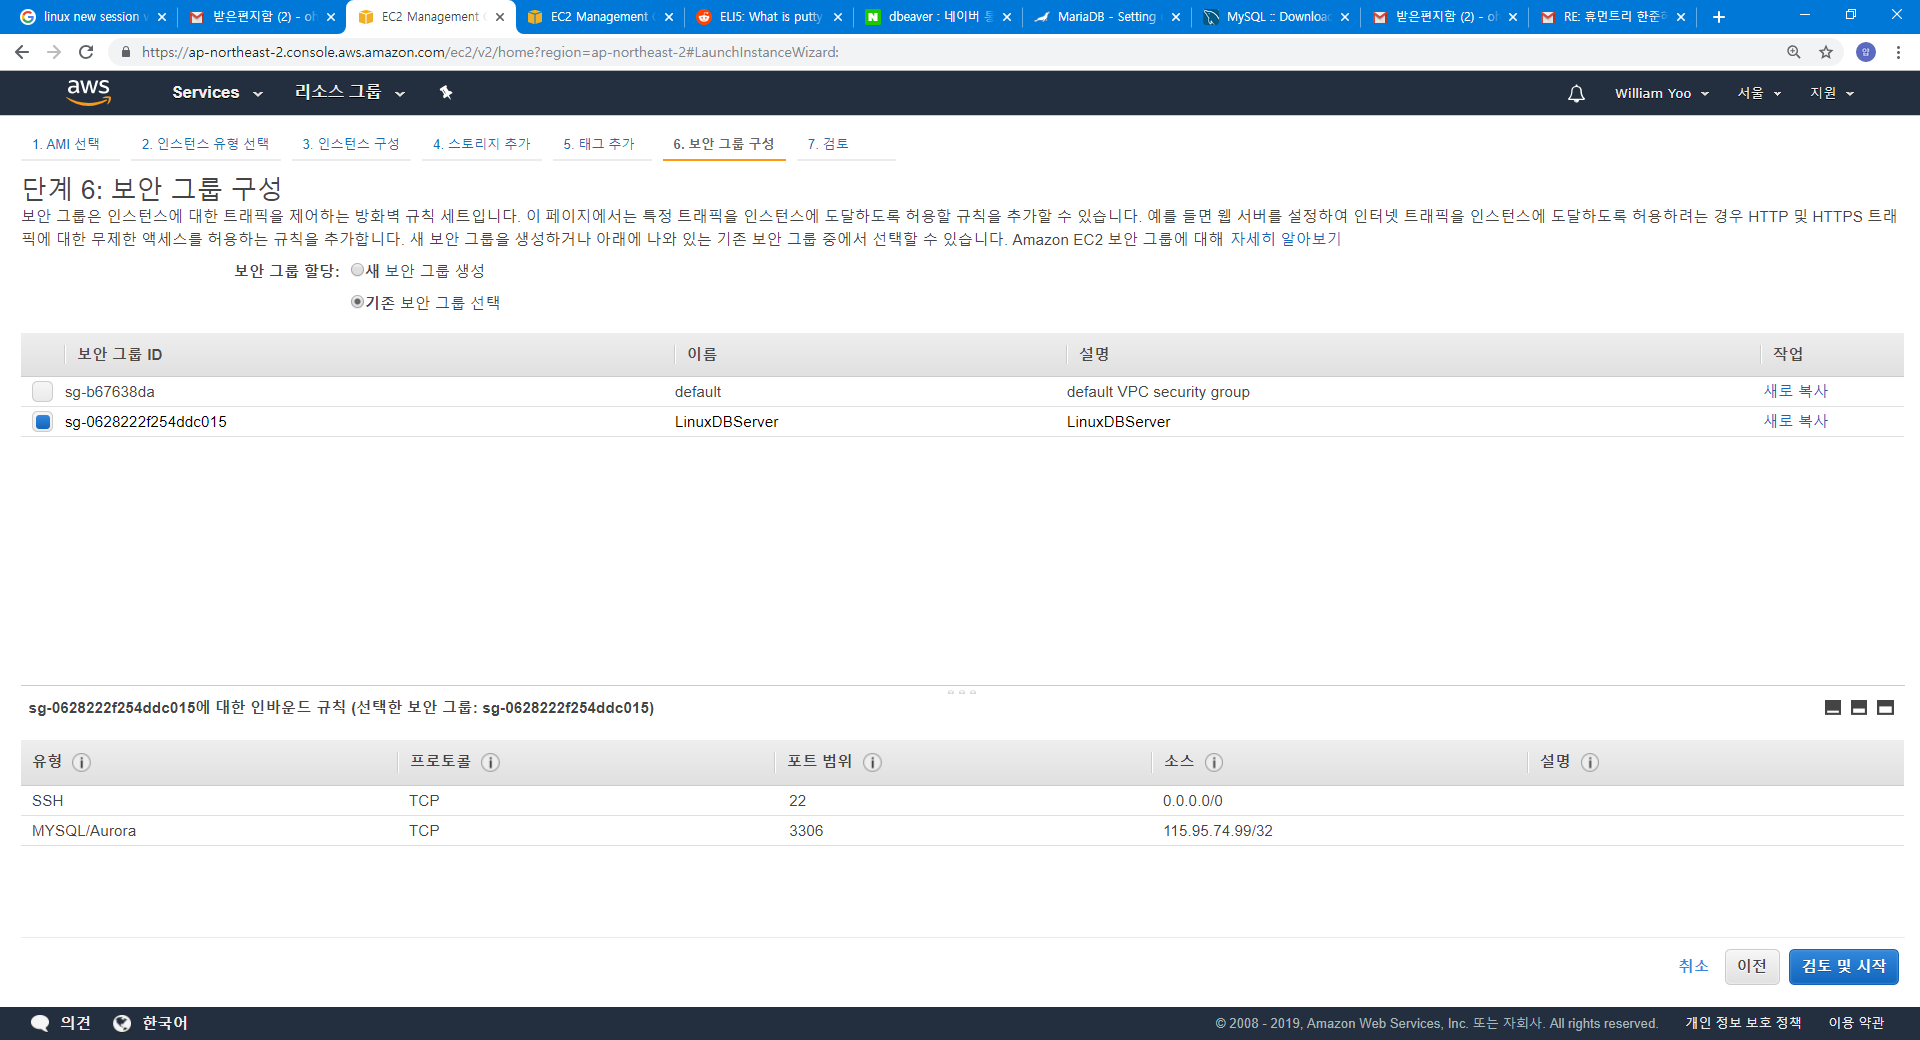 linux new session v
받은편지함 (2) - oh
EC2 Management C
EC2 Management C
ELI5: What is putty
dbeaver : 네이버 통
MariaDB - Setting
MySQL :: Downloa
받은편지함 (2) - oh
RE: 휴먼트리 한준희
https://ap-northeast-2.console.aws.amazon.com/ec2/v2/home?region=ap-northeast-2#LaunchInstanceWizard:
aws
Services
리소스 그룹
William Yoo
서울
지원
1. AMI 선택
2. 인스턴스 유형 선택
3. 인스턴스 구성
4. 스토리지 추가
5. 태그 추가
6. 보안 그룹 구성
7. 검토
단계 6: 보안 그룹 구성
보안 그룹은 인스턴스에 대한 트래픽을 제어하는 방화벽 규칙 세트입니다. 이 페이지에서는 특정 트래픽을 인스턴스에 도달하도록 허용할 규칙을 추가할 수 있습니다. 예를 들면 웹 서버를 설정하여 인터넷 트래픽을 인스턴스에 도달하도록 허용하려는 경우 HTTP 및 HTTPS 트래
픽에 대한 무제한 액세스를 허용하는 규칙을 추가합니다. 새 보안 그룹을 생성하거나 아래에 나와 있는 기존 보안 그룹 중에서 선택할 수 있습니다. Amazon EC2 보안 그룹에 대해 자세히 알아보기
보안 그룹 할당: 새 보안 그룹 생성
기존 보안 그룹 선택
보안 그룹 ID 이름 설명 작업
sg-b67638da default default VPC security group 새로 복사
sg-0628222f254ddc015 LinuxDBServer LinuxDBServer 새로 복사
sg-0628222f254ddc015에 대한 인바운드 규칙 (선택한 보안 그룹: sg-0628222f254ddc015)
유형 프로토콜 포트 범위 소스 설명
SSH TCP 22 0.0.0.0/0
MYSQL/Aurora TCP 3306 115.95.74.99/32
취소 이전 검토 및 시작
의견 한국어 © 2008 - 2019, Amazon Web Services, Inc. 또는 자회사. All rights reserved. 개인 정보 보호 정책 이용 약관